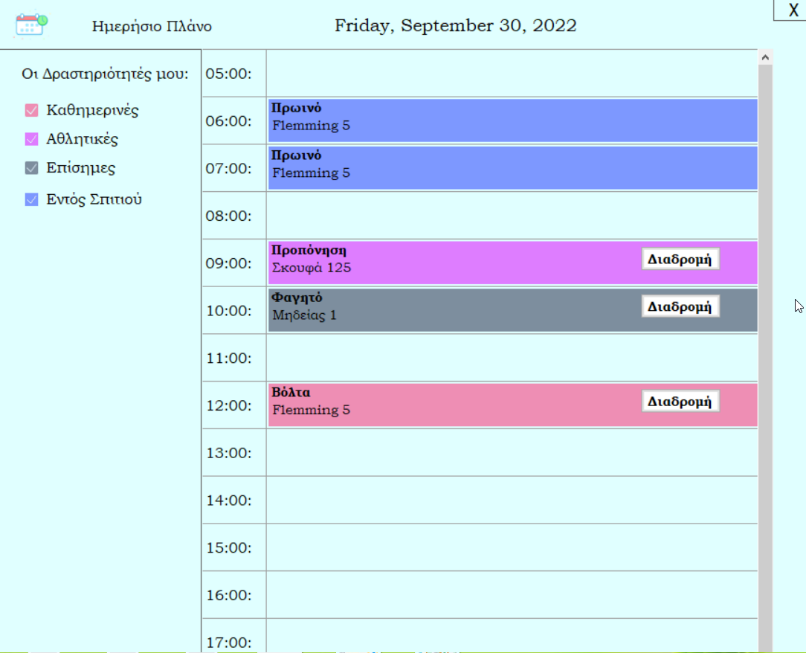 Ημερήσιο Πλάνο
Friday, September 30, 2022
X
Οι Δραστηριότητές μου:
Καθημερινές
Αθλητικές
Επίσημες
Εντός Σπιτιού
05:00:
06:00:
Πρωινό
Flemming 5
07:00:
Πρωινό
Flemming 5
08:00:
09:00:
Προπόνηση
Σκουφά 125
Διαδρομή
10:00:
Φαγητό
Μηδείας 1
Διαδρομή
11:00:
12:00:
Βόλτα
Flemming 5
Διαδρομή
13:00:
14:00:
15:00:
16:00:
17:00: